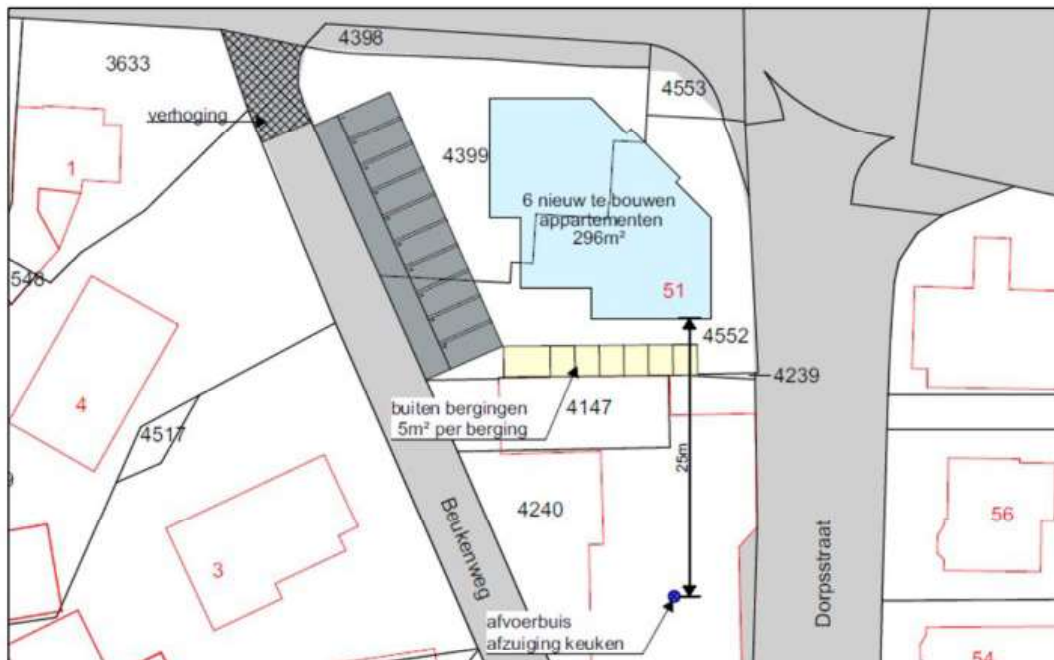 4398
3633
4553
verhoging
4399
1
6 nieuw te bouwen
appartementen
296m²
51
4552
4239
buiten bergingen
5m² per berging
4147
4
4517
25m
4240
56
Beukenweg
3
Dorpsstraat
afvoerbuis
afzuiging keuken
54